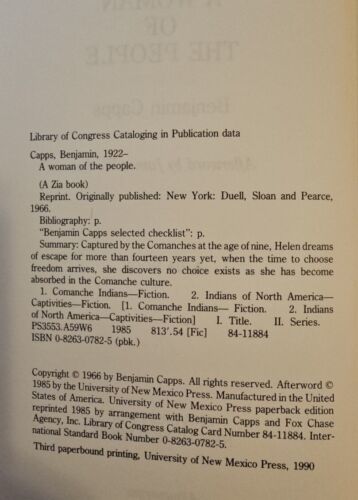 A WOMAN
OF
THE PEOPLE
Benjamin Capps
Library of Congress Cataloging in Publication data
Afterword by
Capps, Benjamin, 1922–
A woman of the people.
(A Zia book)
Reprint. Originally published: New York: Duell, Sloan and Pearce,
1966.
Bibliography: p.
"Benjamin Capps selected checklist": p.
Summary: Captured by the Comanches at the age of nine, Helen dreams
of escape for more than fourteen years yet, when the time to choose
freedom arrives, she discovers no choice exists as she has become
absorbed in the Comanche culture.
1. Comanche Indians—Fiction. 2. Indians of North America—
Captivities—Fiction. [1. Comanche Indians— Fiction. 2. Indians
of North America—Captivities—Fiction] I. Title. II. Series.
PS3553.A59W6 1985 813'.54 [Fic] 84-11884
ISBN 0-8263-0782-5 (pbk.)
Copyright © 1966 by Benjamin Capps. All rights reserved. Afterword ©
1985 by the University of New Mexico Press. Manufactured in the United
States of America. University of New Mexico Press paperback edition
reprinted 1985 by arrangement with Benjamin Capps and Fox Chase
Agency, Inc. Library of Congress Catalog Card Number 84-11884. Inter-
national Standard Book Number 0-8263-0782-5.
Third paperbound printing, University of New Mexico Press, 1990